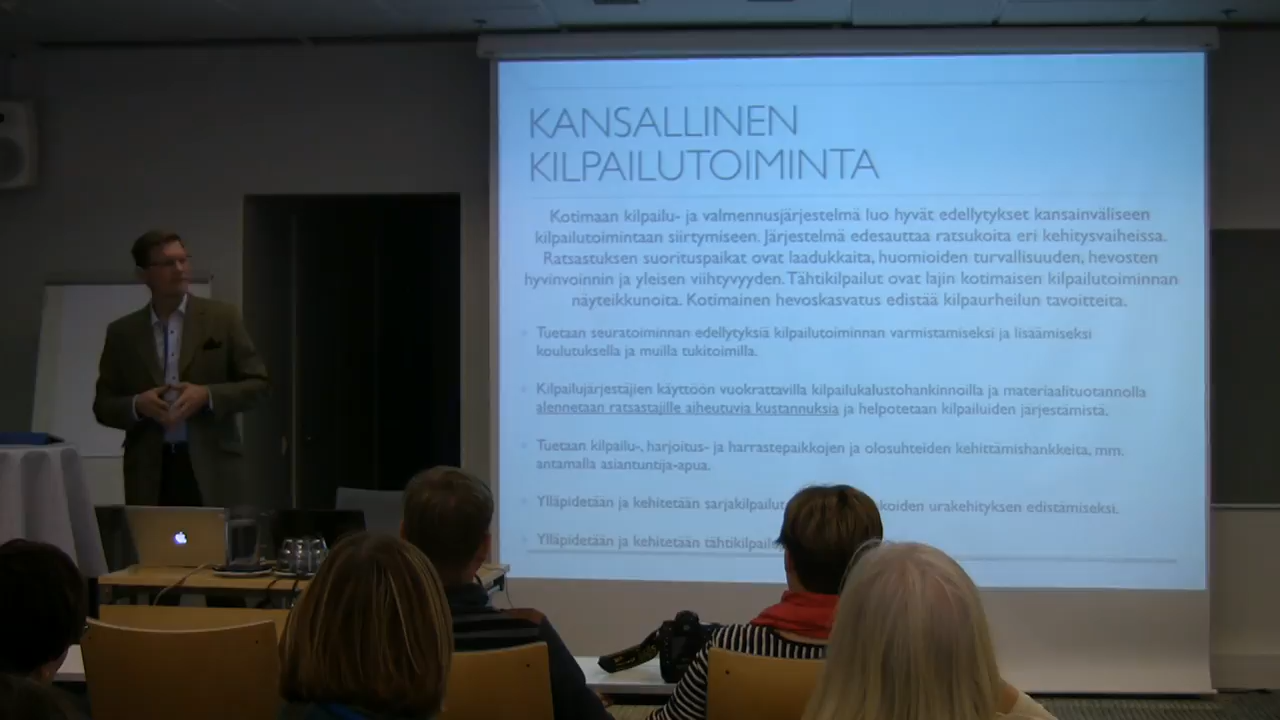 KANSALLINEN
KILPAILUTOIMINTA
Kotimaan kilpailu- ja valmennusjärjestelmä luo hyvät edellytykset kansainväliseen
kilpailutoimintaan siirtymiseen. Järjestelmä edesauttaa ratsukoita eri kehitysvaiheissa.
Ratsastuksen suorituspaikat ovat laadukkaita, huomioiden turvallisuuden, hevosten
hyvinvoinnin ja yleisen viihtyvyyden. Tähtikilpailut ovat lajin kotimaisen kilpailutoiminnan
näyteikkunoita. Kotimainen hevoskasvatus edistää kilpaurheilun tavoitteita.
Tuetaan seuratoiminnan edellytyksiä kilpailutoiminnan varmistamiseksi ja lisäämiseksi
koulutuksella ja muilla tukitoimilla.
Kilpailujärjestäjien käyttöön vuokrattavilla kilpailukalustohankinnoilla ja materiaalituotannolla
alennetaan ratsastajille aiheutuvia kustannuksia ja helpotetaan kilpailuiden järjestämistä.
Tuetaan kilpailu-, harjoitus- ja harrastepaikkojen ja olosuhteiden kehittämishankkeita, mm.
antamalla asiantuntija-apua.
Ylläpidetään ja kehitetään sarjakilpailut koiden urakehityksen edistämiseksi.
Ylläpidetään ja kehitetään tähtikilpailu